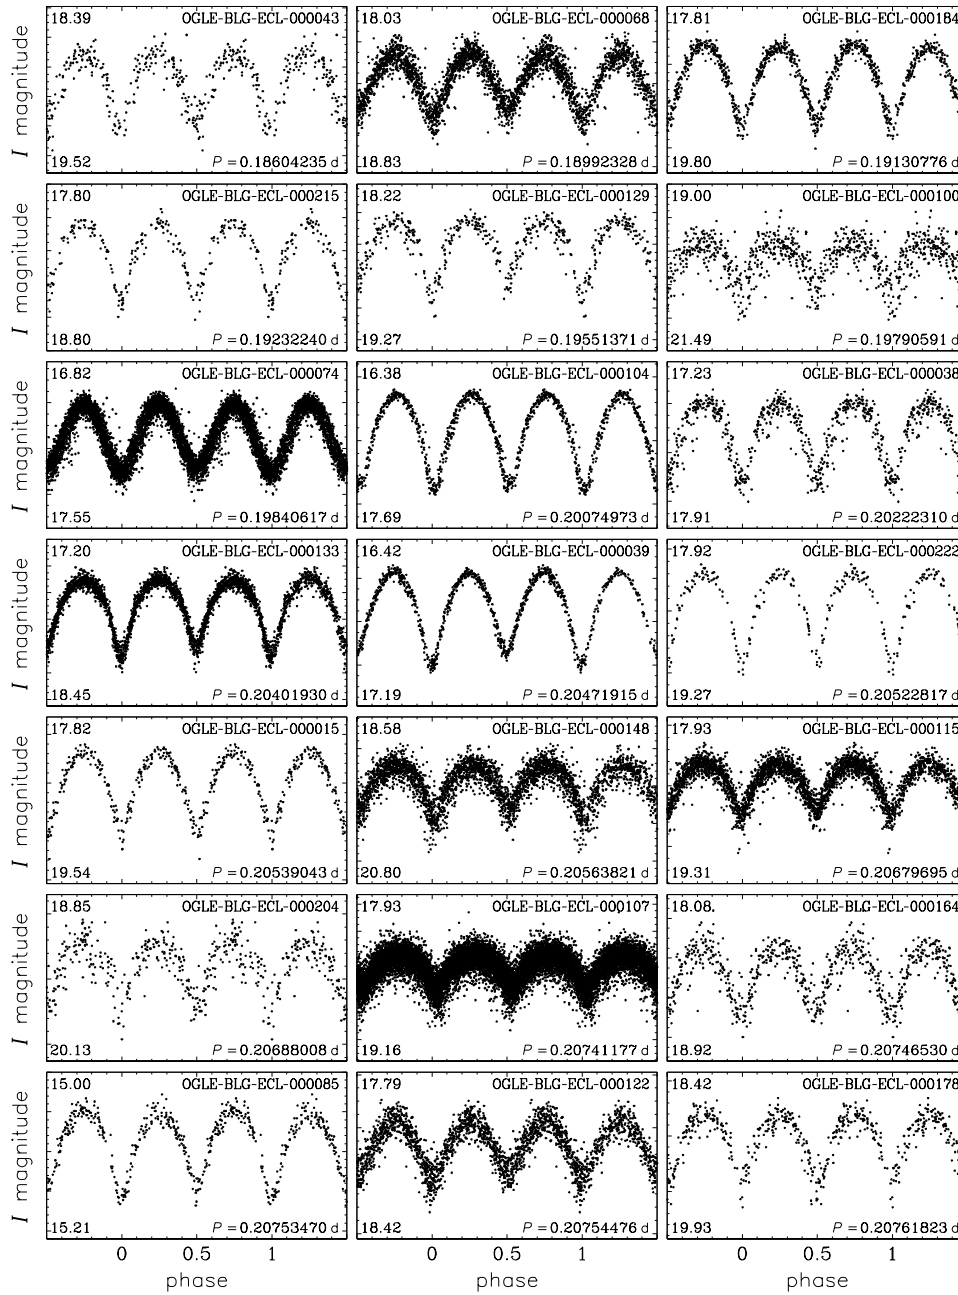 18.39 OGLE-BLG-ECL-000043
19.52 P = 0.18604235 d
18.03 OGLE-BLG-ECL-000068
18.83 P = 0.18992328 d
17.81 OGLE-BLG-ECL-000184
19.80 P = 0.19130776 d
I magnitude
17.80 OGLE-BLG-ECL-000215
18.80 P = 0.19232240 d
18.22 OGLE-BLG-ECL-000129
19.27 P = 0.19551371 d
19.00 OGLE-BLG-ECL-000100
21.49 P = 0.19790591 d
I magnitude
16.82 OGLE-BLG-ECL-000074
17.55 P = 0.19840617 d
16.38 OGLE-BLG-ECL-000104
17.69 P = 0.20074973 d
17.23 OGLE-BLG-ECL-000038
17.91 P = 0.20222310 d
I magnitude
17.20 OGLE-BLG-ECL-000133
18.45 P = 0.20401930 d
16.42 OGLE-BLG-ECL-000039
17.19 P = 0.20471915 d
17.92 OGLE-BLG-ECL-000222
19.27 P = 0.20522817 d
I magnitude
17.82 OGLE-BLG-ECL-000015
19.54 P = 0.20539043 d
18.58 OGLE-BLG-ECL-000148
20.80 P = 0.20563821 d
17.93 OGLE-BLG-ECL-000115
19.31 P = 0.20679695 d
I magnitude
18.85 OGLE-BLG-ECL-000204
20.13 P = 0.20688008 d
17.93 OGLE-BLG-ECL-000107
19.16 P = 0.20741177 d
18.08 OGLE-BLG-ECL-000164
18.92 P = 0.20746530 d
I magnitude
15.00 OGLE-BLG-ECL-000085
15.21 P = 0.20753470 d
17.79 OGLE-BLG-ECL-000122
18.42 P = 0.20754476 d
18.42 OGLE-BLG-ECL-000178
19.93 P = 0.20761823 d
I magnitude
0 0.5 1
0 0.5 1
0 0.5 1
phase
phase
phase